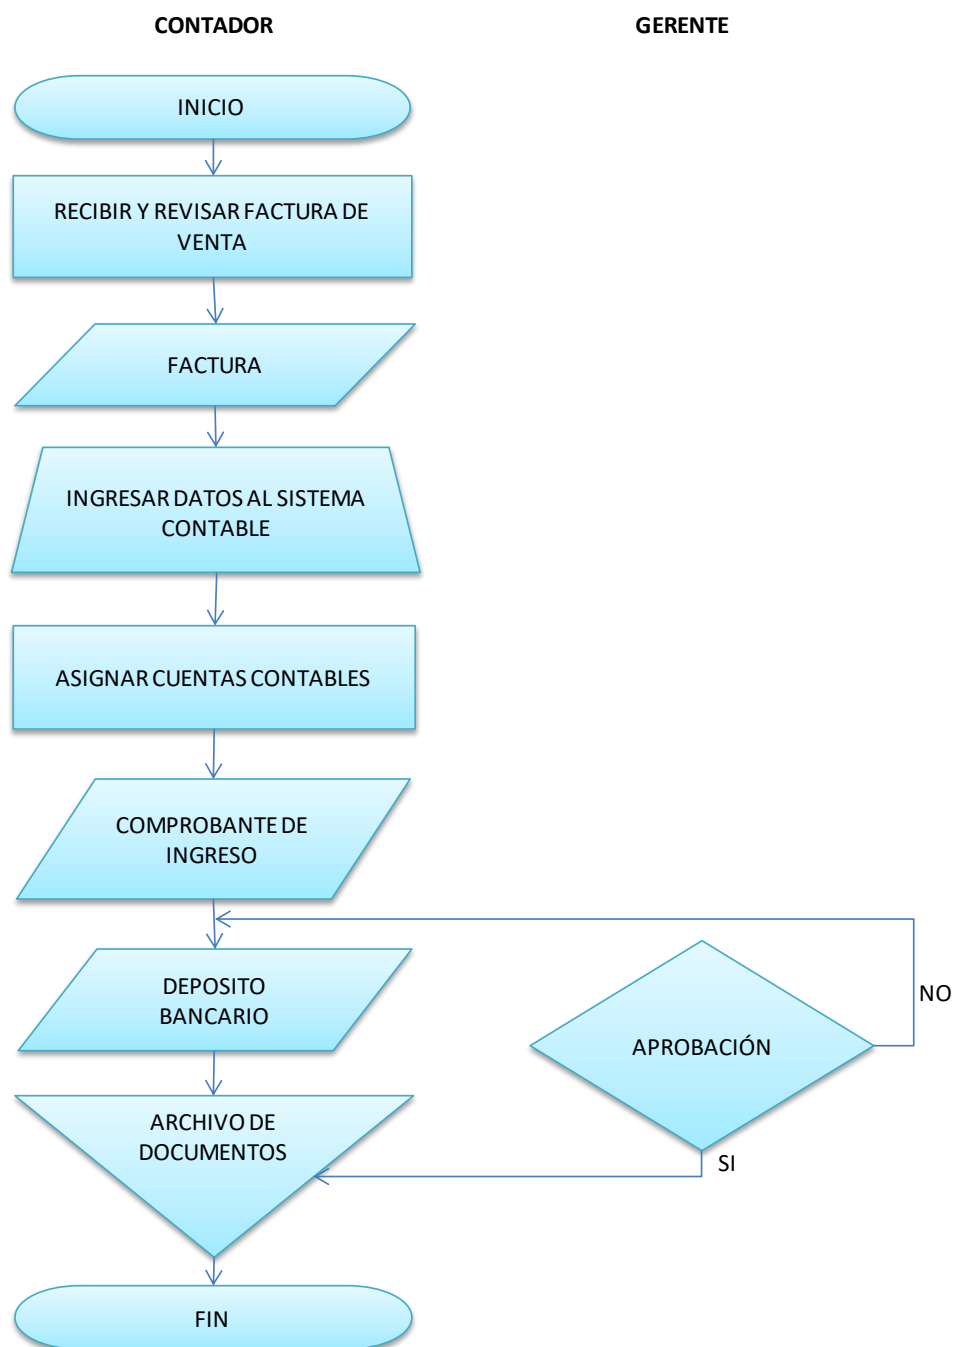 CONTADOR
GERENTE
INICIO
RECIBIR Y REVISAR FACTURA DE
VENTA
FACTURA
INGRESAR DATOS AL SISTEMA
CONTABLE
ASIGNAR CUENTAS CONTABLES
COMPROBANTE DE
INGRESO
DEPOSITO
BANCARIO
NO
APROBACIÓN
ARCHIVO DE
DOCUMENTOS
SI
FIN